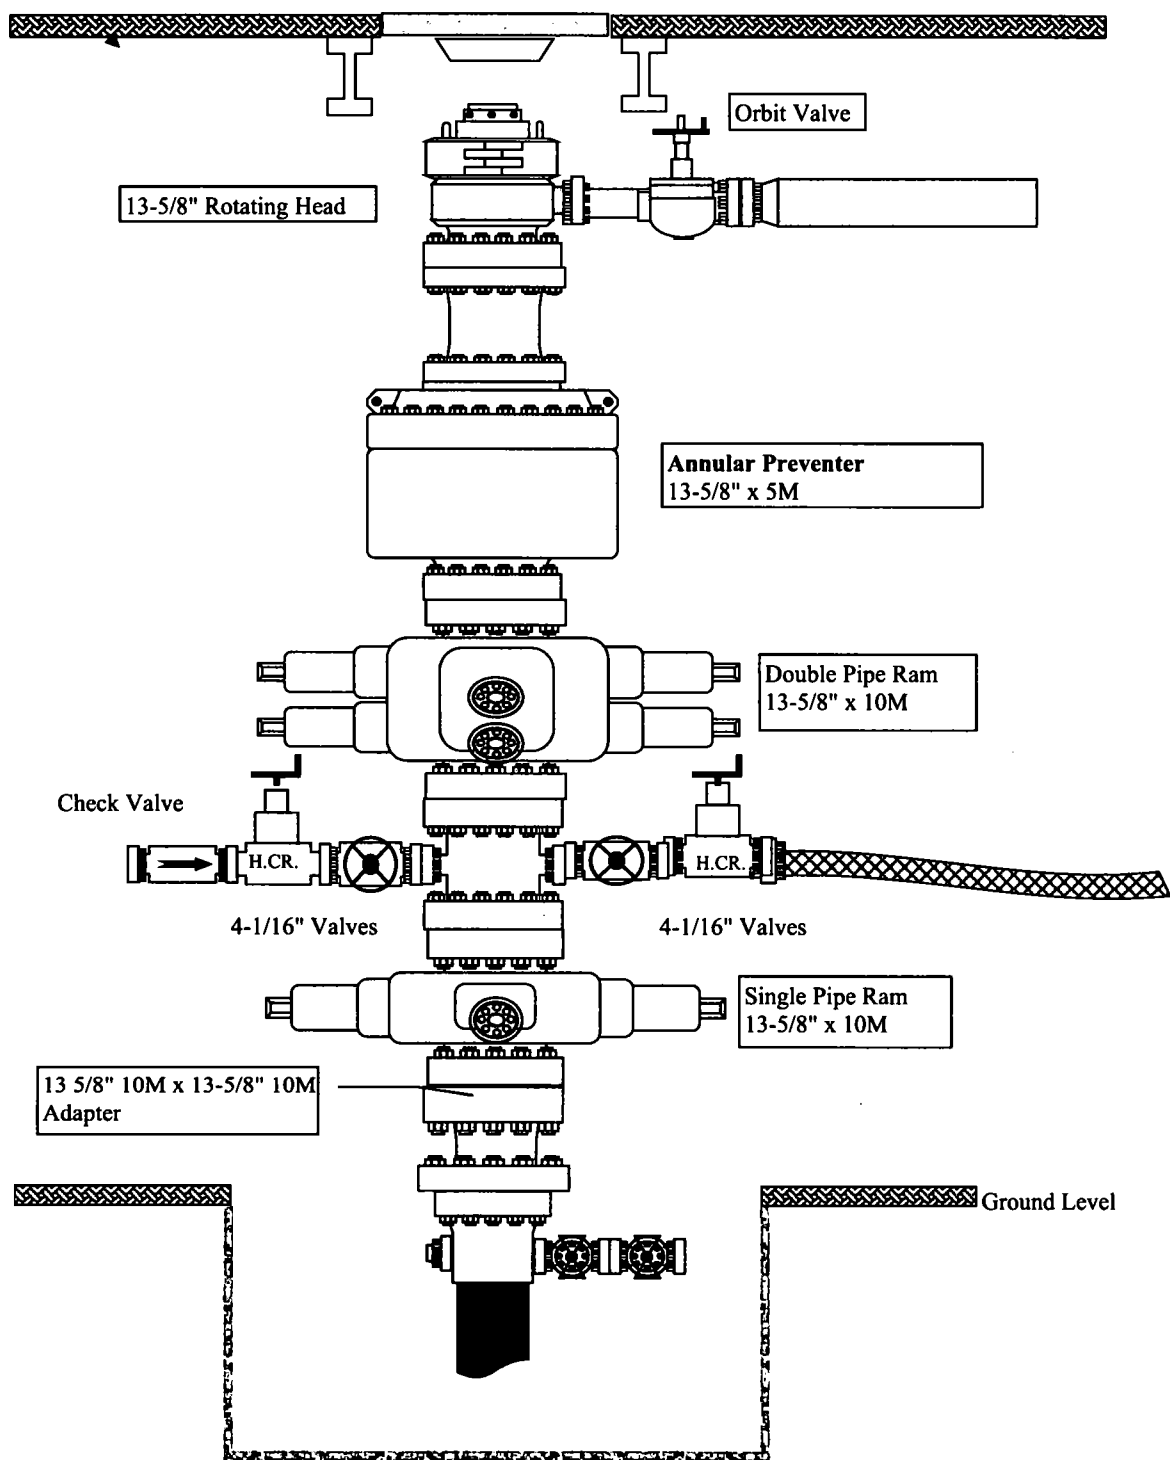 Orbit Valve
13-5/8" Rotating Head
Annular Preventer
13-5/8" x 5M
Double Pipe Ram
13-5/8" x 10M
Check Valve
H.CR.
H.CR.
4-1/16" Valves
4-1/16" Valves
Single Pipe Ram
13-5/8" x 10M
13 5/8" 10M x 13-5/8" 10M
Adapter
Ground Level